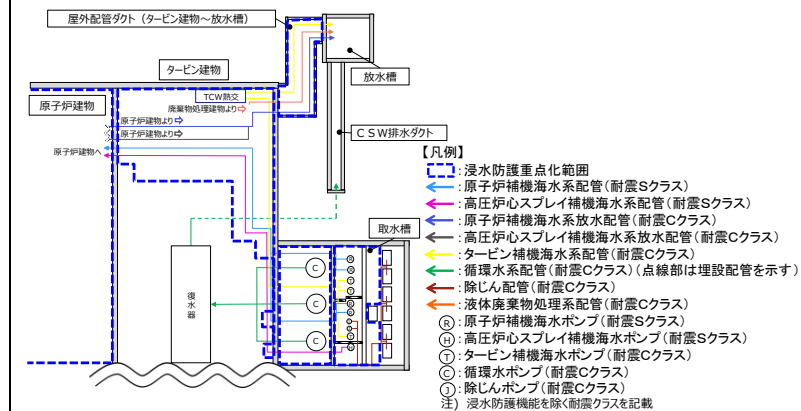 屋外配管ダクト（タービン建物～放水槽）
タービン建物
放水槽
原子炉建物
TCW熱交
廃棄物処理建物より⇨
原子炉建物より⇨
原子炉建物より⇨
ＣＳＷ排水ダクト
原子炉建物へ
取水槽
復水器
C
C
C
【凡例】
：浸水防護重点化範囲
：原子炉補機海水系配管（耐震Sクラス）
：高圧炉心スプレイ補機海水系配管（耐震Sクラス）
：原子炉補機海水系放水配管（耐震Cクラス）
：高圧炉心スプレイ補機海水系放水配管（耐震Cクラス）
：タービン補機海水系配管（耐震Cクラス）
：循環水系配管（耐震Cクラス）（点線部は埋設配管を示す）
：除じん配管（耐震Cクラス）
：液体廃棄物処理系配管（耐震Cクラス）
Ⓡ：原子炉補機海水ポンプ（耐震Sクラス）
Ⓗ：高圧炉心スプレイ補機海水ポンプ（耐震Sクラス）
Ⓣ：タービン補機海水ポンプ（耐震Cクラス）
Ⓒ：循環水ポンプ（耐震Cクラス）
Ⓙ：除じんポンプ（耐震Cクラス）
注） 浸水防護機能を除く耐震クラスを記載